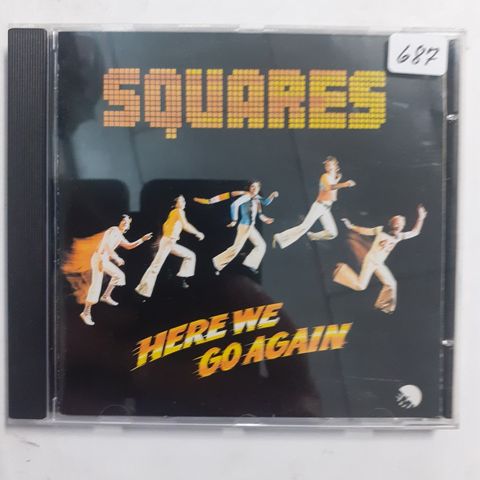 687
SQUARES
HERE WE
GO AGAIN